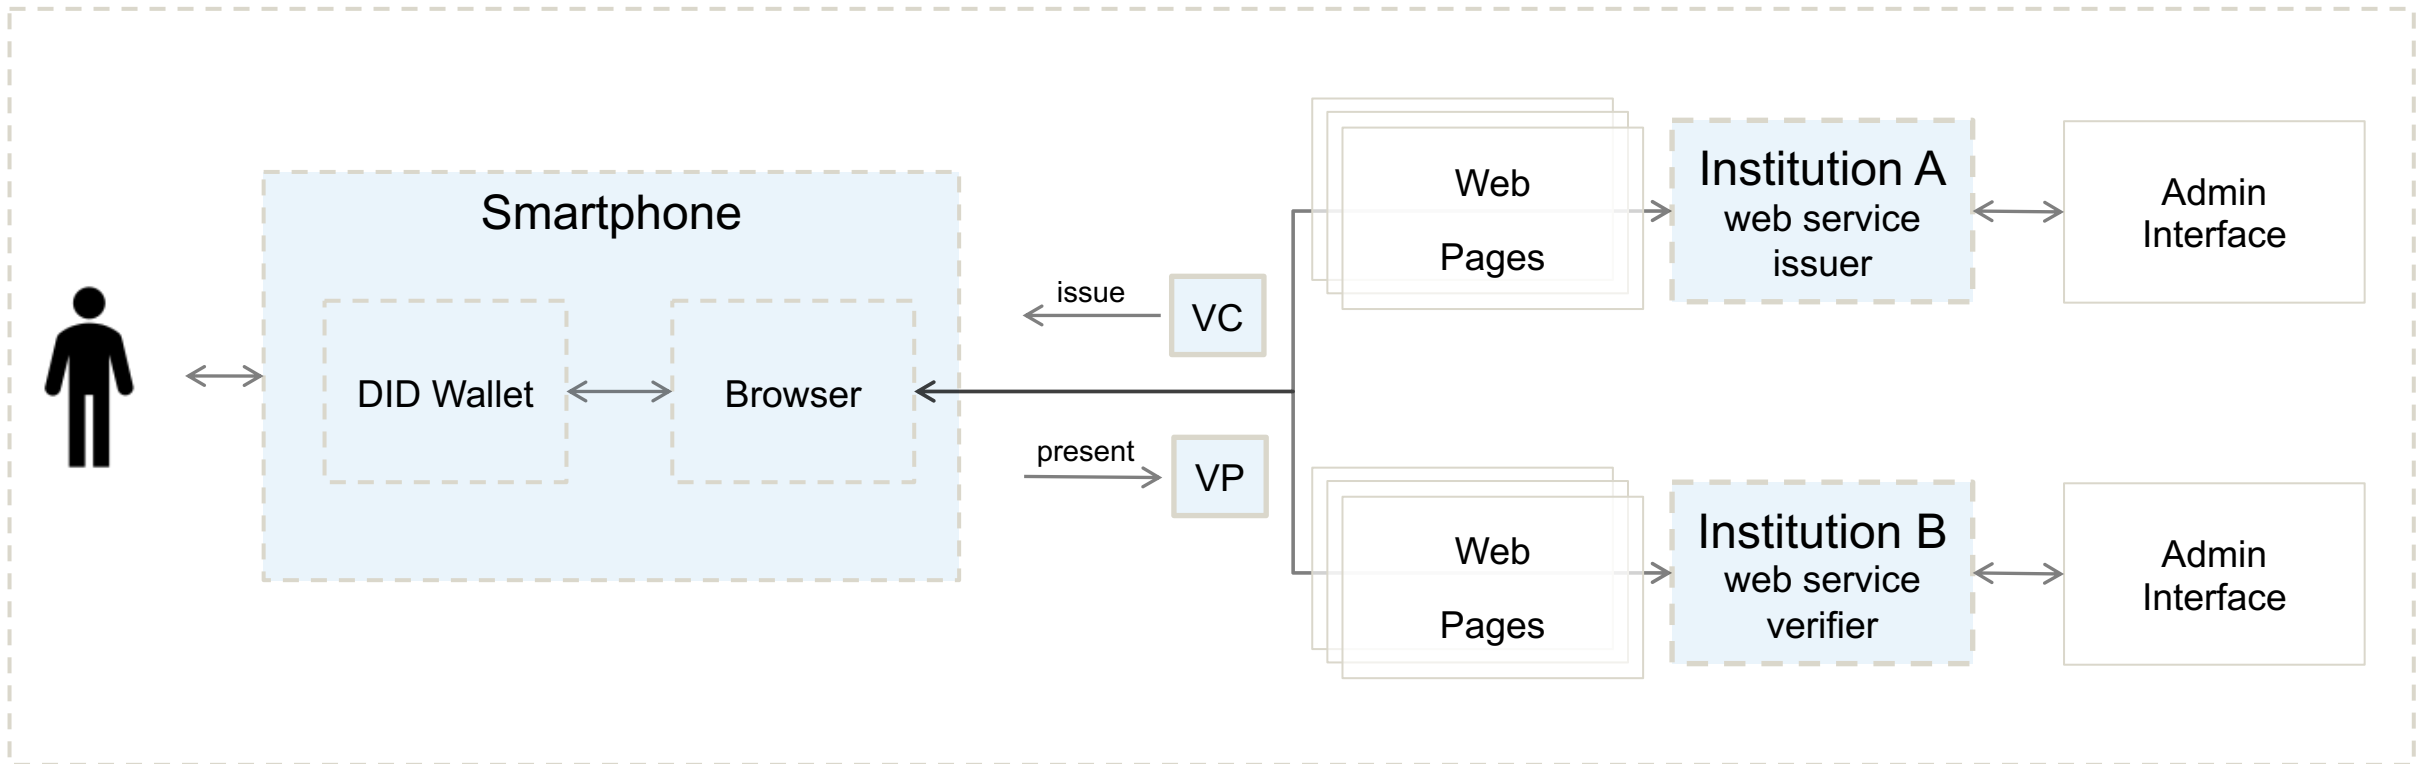 Smartphone
DID Wallet
Browser
issue
VC
present
VP
Web
Pages
Institution A
web service
issuer
Admin
Interface
Web
Pages
Institution B
web service
verifier
Admin
Interface